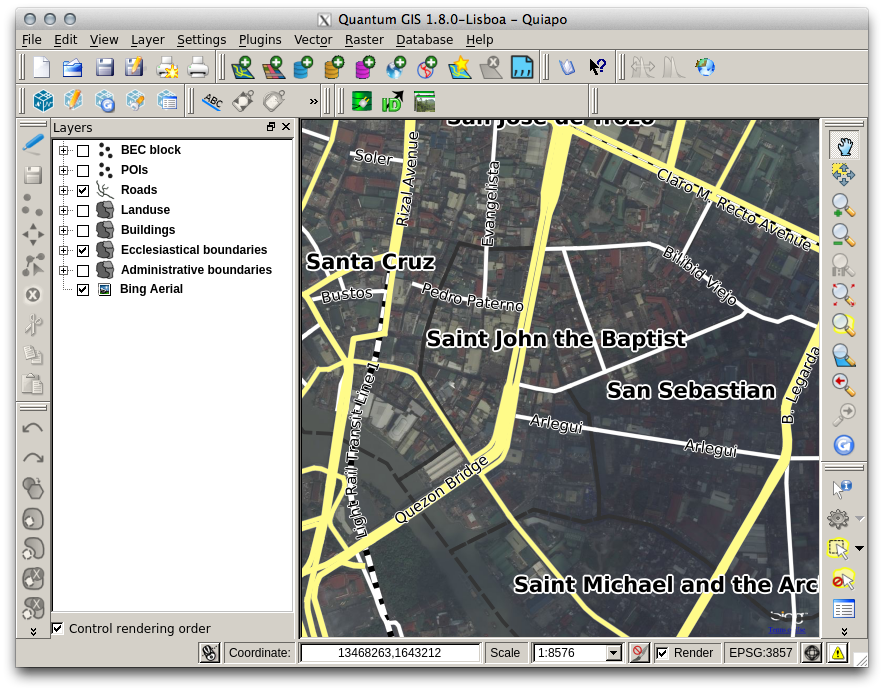 Quantum GIS 1.8.0-Lisboa - Quiapo
File Edit View Layer Settings Plugins Vector Raster Database Help
ABC
»
Layers
BEC block
POIs
Roads
Landuse
Buildings
Ecclesiastical boundaries
Administrative boundaries
Bing Aerial
Control rendering order
San Jose de Trozo
Soler
Rizal Avenue
Evangelista
Claro M. Recto Avenue
Santa Cruz
Bilibid Viejo
Bustos
Pedro Paterno
Saint John the Baptist
San Sebastian
B. Legarda
Light Rail Transit Line 1
Arlegui
Arlegui
Quezon Bridge
Saint Michael and the Arc
Coordinate: 13468263,1643212 Scale 1:8576 Render EPSG:3857